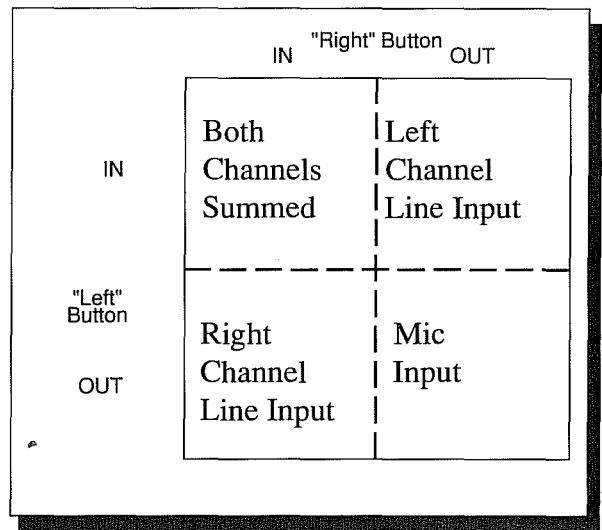 "Right" Button
IN OUT
Both
Channels
Summed
Left
Channel
Line Input
IN
"Left"
Button
OUT
Right
Channel
Line Input
Mic
Input